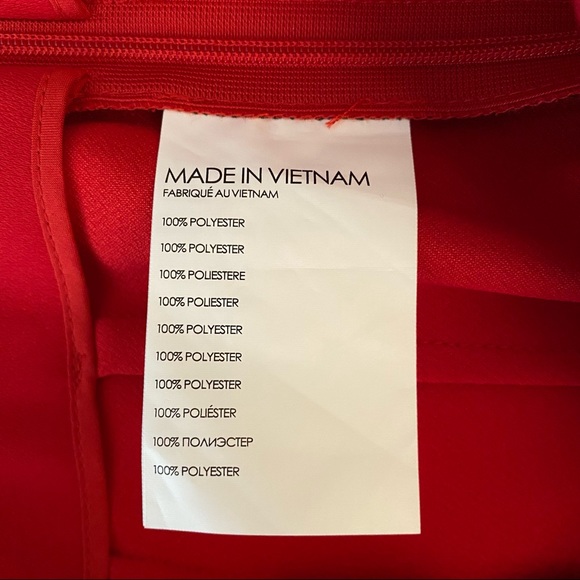 MADE IN VIETNAM
FABRIQUÉ AU VIETNAM
100% POLYESTER
100% POLYESTER
100% POLIESTERE
100% POLIESTER
100% POLYESTER
100% POLYESTER
100% POLYESTER
100% POLIÉSTER
100% ПОЛИЭСТЕР
100% POLYESTER